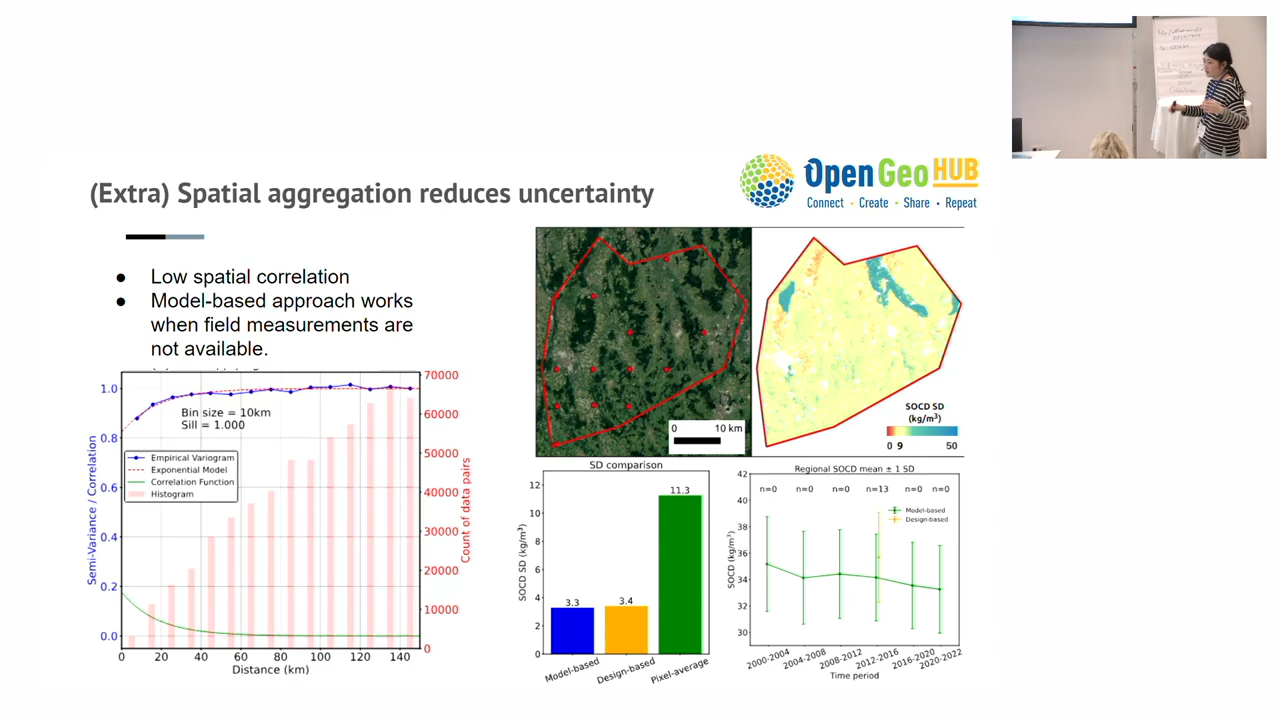 (Extra) Spatial aggregation reduces uncertainty
Open Geo HUB
Connect • Create • Share • Repeat
● Low spatial correlation
● Model-based approach works
when field measurements are
not available.
1.0
0.8
0.6
0.4
0.2
0.0
Semi-Variance / Correlation
Bin size = 10km
Sill = 1.000
Empirical Variogram
Exponential Model
Correlation Function
Histogram
70000
60000
50000
40000
30000
20000
10000
0
Count of data pairs
0 20 40 60 80 100 120 140
Distance (km)
0 10 km
SOCD SD
(kg/m³)
0 9 50
SD comparison
12
10
8
6
4
2
0
SOCD SD (kg/m³)
3.3
3.4
11.3
Model-based
Design-based
Pixel-average
Regional SOCD mean ± 1 SD
42
40
38
36
34
32
30
SOCD (kg/m³)
n=0 n=0 n=0 n=13 n=0 n=0
Model-based
Design-based
2000-2004
2004-2008
2008-2012
2012-2016
2016-2020
2020-2022
Time period